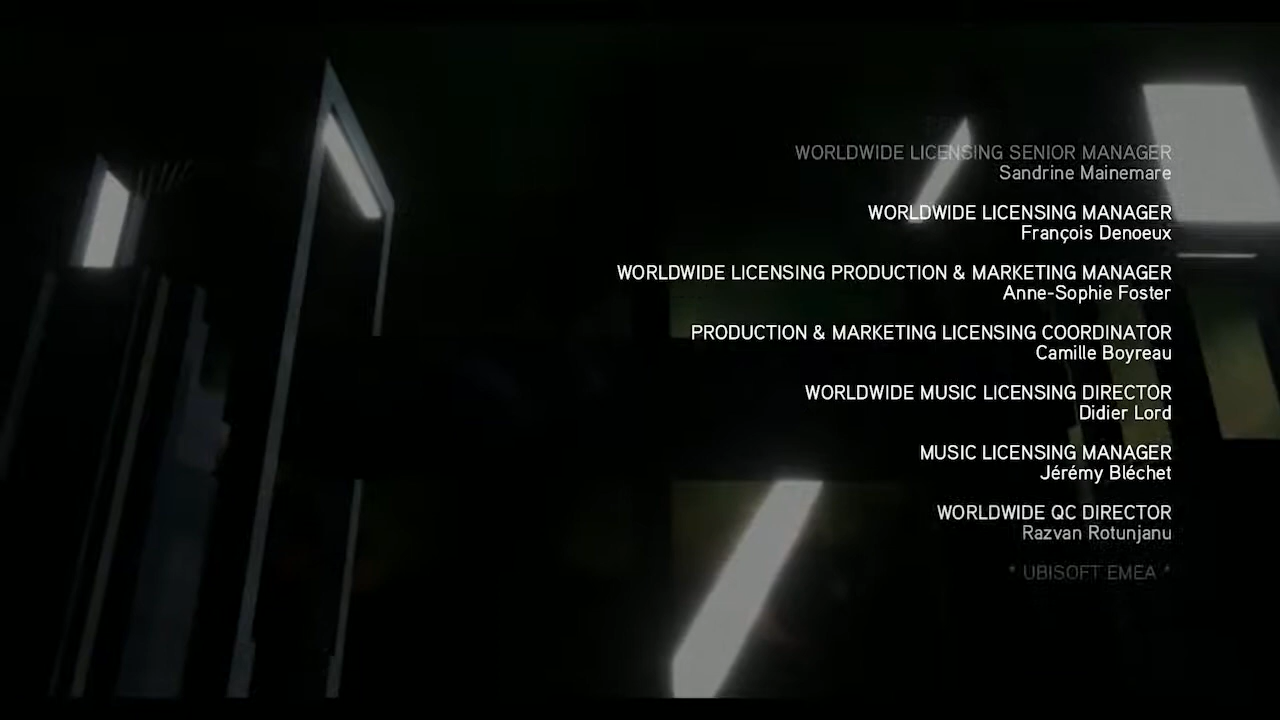 WORLDWIDE LICENSING SENIOR MANAGER
Sandrine Mainemare
WORLDWIDE LICENSING MANAGER
François Denoeux
WORLDWIDE LICENSING PRODUCTION & MARKETING MANAGER
Anne-Sophie Foster
PRODUCTION & MARKETING LICENSING COORDINATOR
Camille Boyreau
WORLDWIDE MUSIC LICENSING DIRECTOR
Didier Lord
MUSIC LICENSING MANAGER
Jérémy Bléchet
WORLDWIDE QC DIRECTOR
Razvan Rotunjanu
* UBISOFT EMEA *